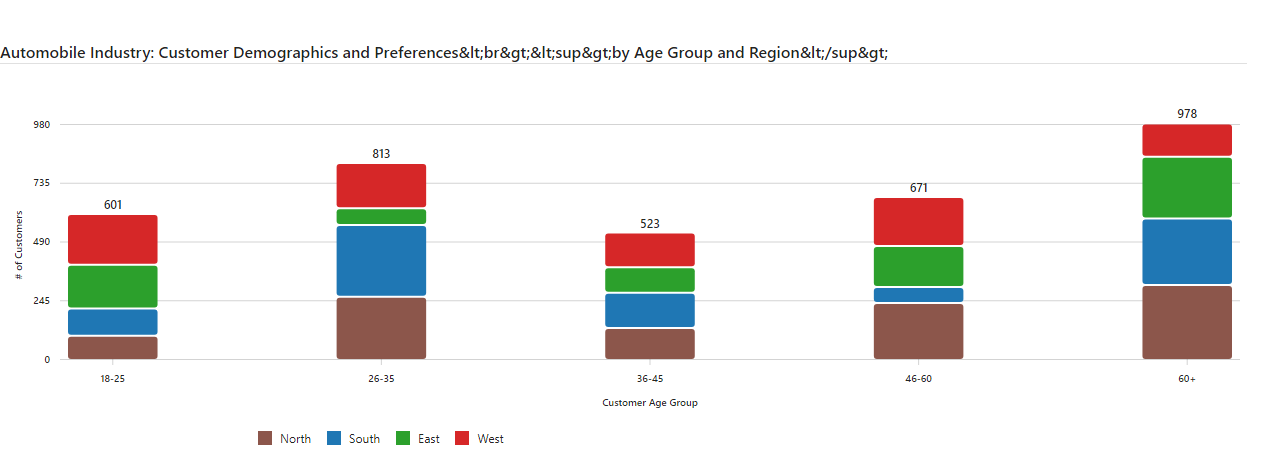 Automobile Industry: Customer Demographics and Preferences&lt;br&gt;&lt;sup&gt;by Age Group and Region&lt;/sup&gt;
978
980
813
735
671
601
523
490
245
0
# of Customers
18-25 26-35 36-45 46-60 60+
Customer Age Group
North South East West